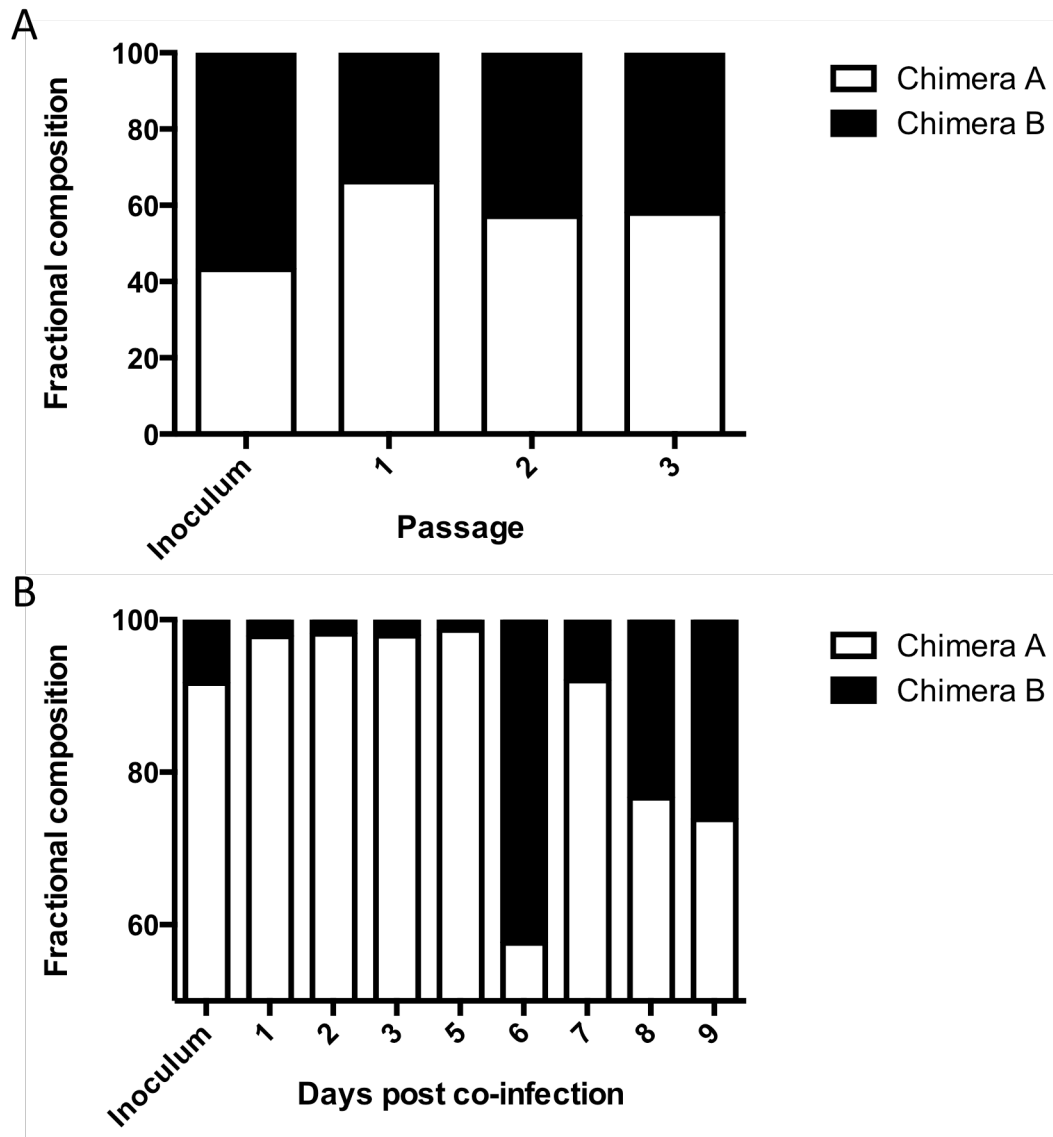 A
Fractional composition
100
80
60
40
20
0
Inoculum
1
2
3
Passage
Chimera A
Chimera B
B
Fractional composition
100
80
60
Inoculum
1
2
3
5
6
7
8
9
Days post co-infection
Chimera A
Chimera B